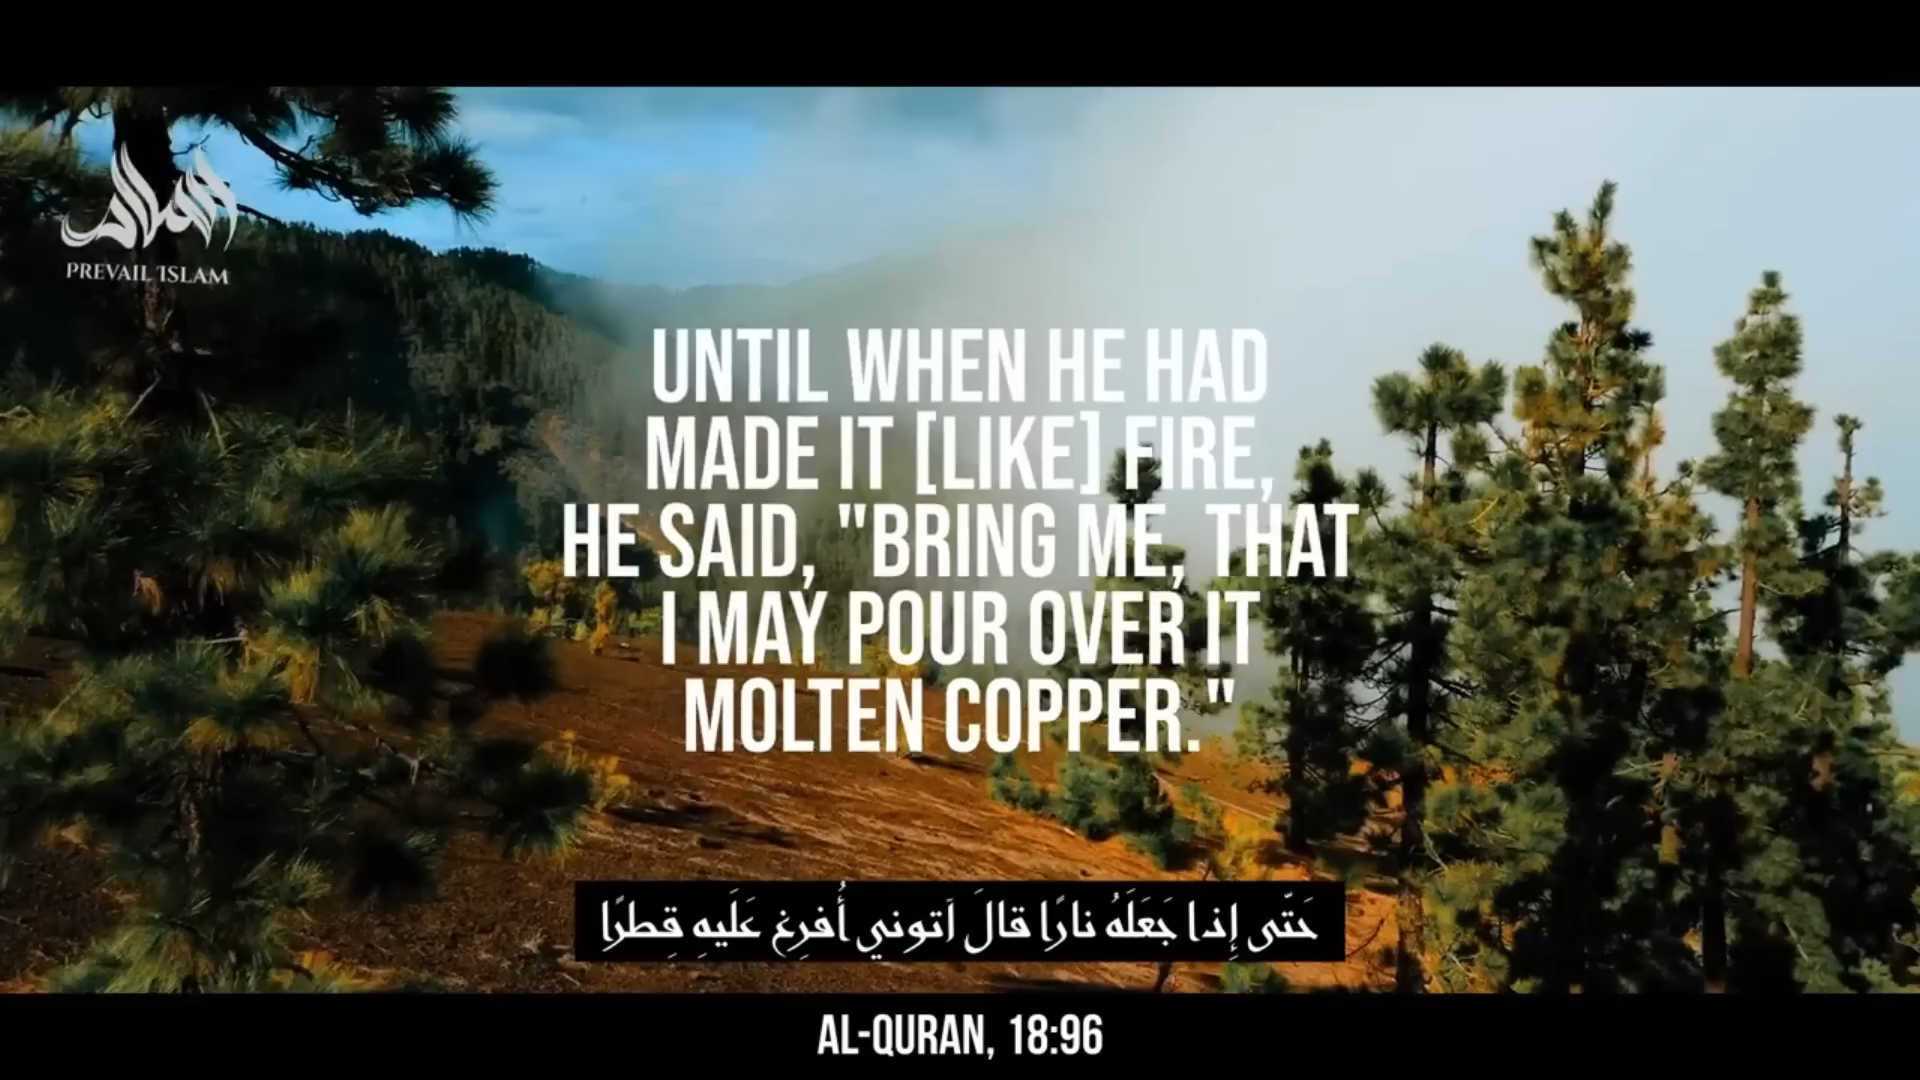 PREVAIL ISLAM
UNTIL WHEN HE HAD
MADE IT [LIKE] FIRE,
HE SAID, "BRING ME, THAT
I MAY POUR OVER IT
MOLTEN COPPER."
حَتّى إِذا جَعَلَهُ نارًا قالَ آتوني أُفرِغ عَلَيهِ قِطرًا
AL-QURAN, 18:96